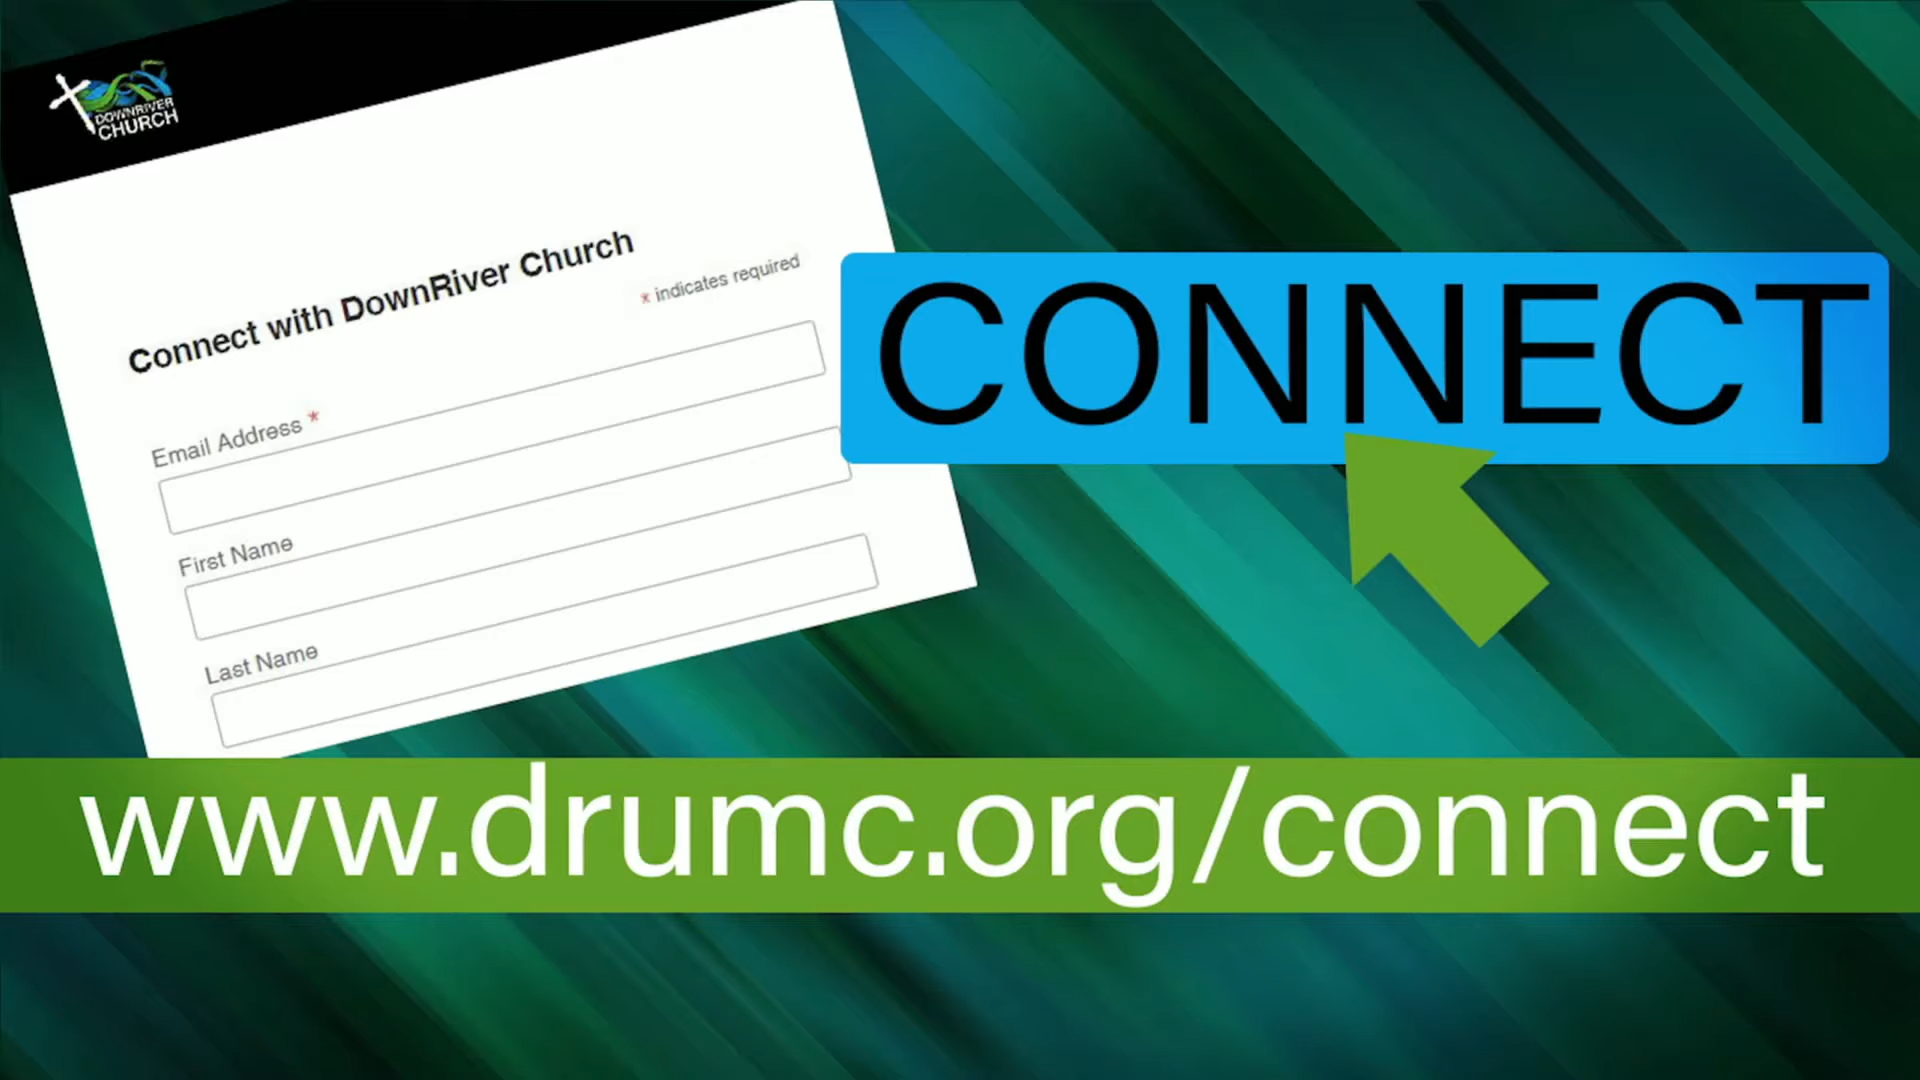 DOWNRIVER
CHURCH
Connect with DownRiver Church
* indicates required
Email Address *
First Name
Last Name
CONNECT
www.drumc.org/connect